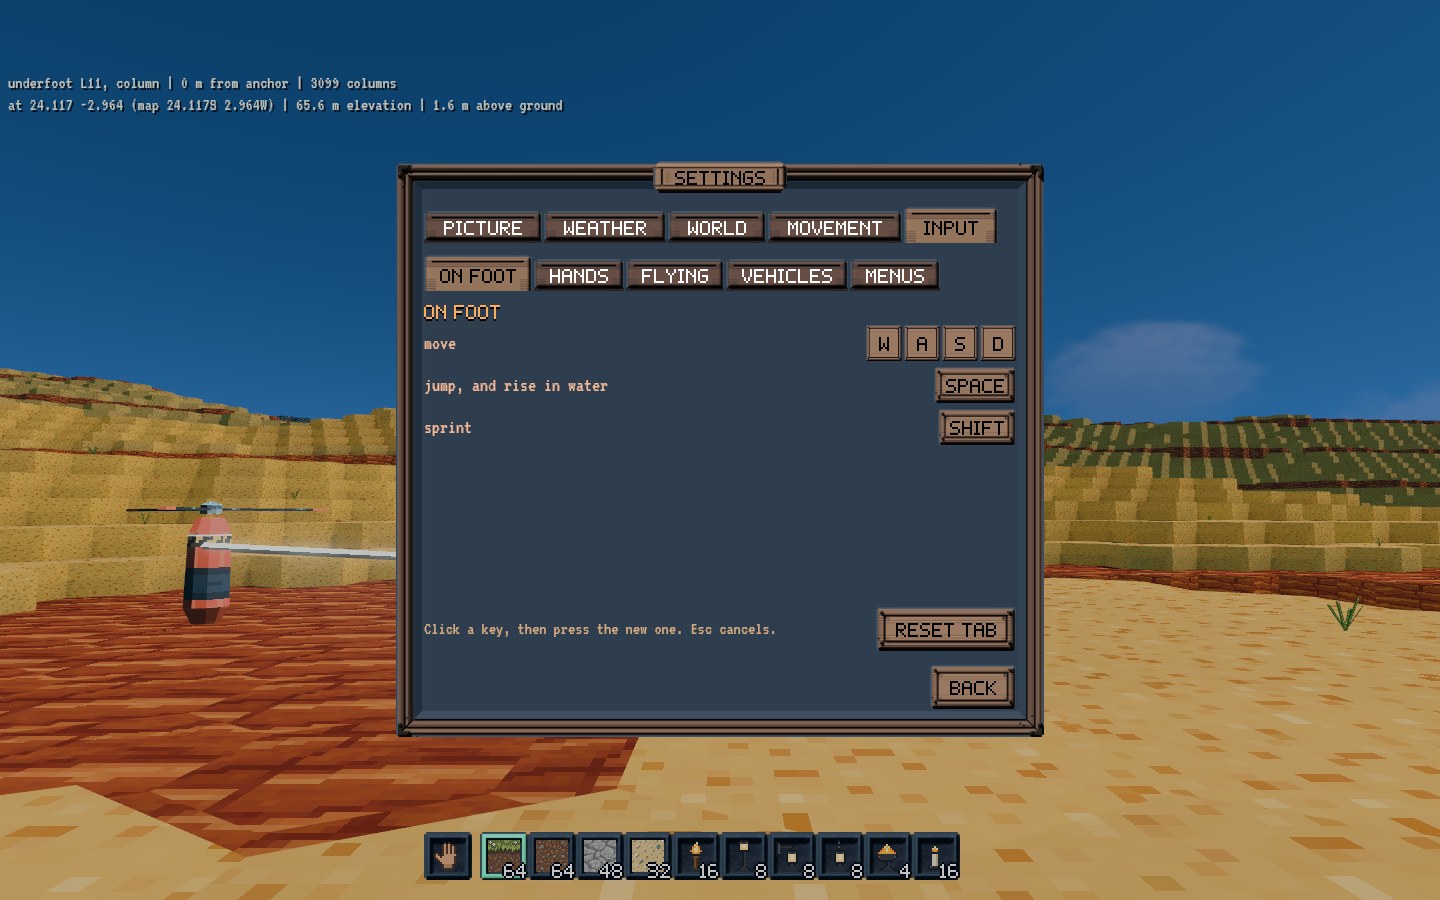 underfoot L11, column | 0 m from anchor | 3099 columns
at 24.117 -2.964 (map 24.117S 2.964W) | 65.6 m elevation | 1.6 m above ground
SETTINGS
PICTURE WEATHER WORLD MOVEMENT INPUT
ON FOOT HANDS FLYING VEHICLES MENUS
ON FOOT
move W A S D
jump, and rise in water SPACE
sprint SHIFT
Click a key, then press the new one. Esc cancels. RESET TAB
BACK
64 64 48 32 16 8 8 8 4 16